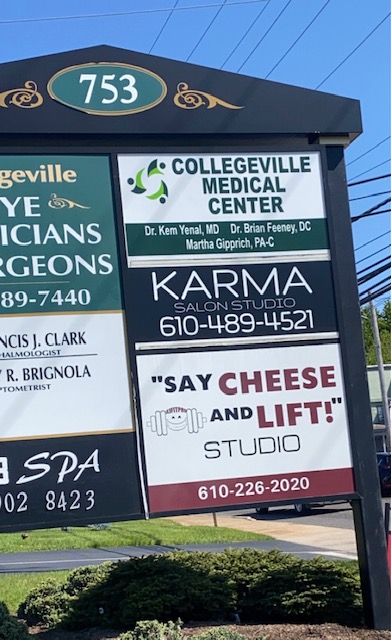 753
geville
YE
ICIANS
RGEONS
89-7440
NCIS J. CLARK
HALMOLOGIST
Y R. BRIGNOLA
PTOMETRIST
SPA
902 8423
COLLEGEVILLE
MEDICAL
CENTER
Dr. Kem Yenal, MD Dr. Brian Feeney, DC
Martha Gipprich, PA-C
KARMA
SALON STUDIO
610-489-4521
"SAY CHEESE
AND LIFT!"
STUDIO
610-226-2020